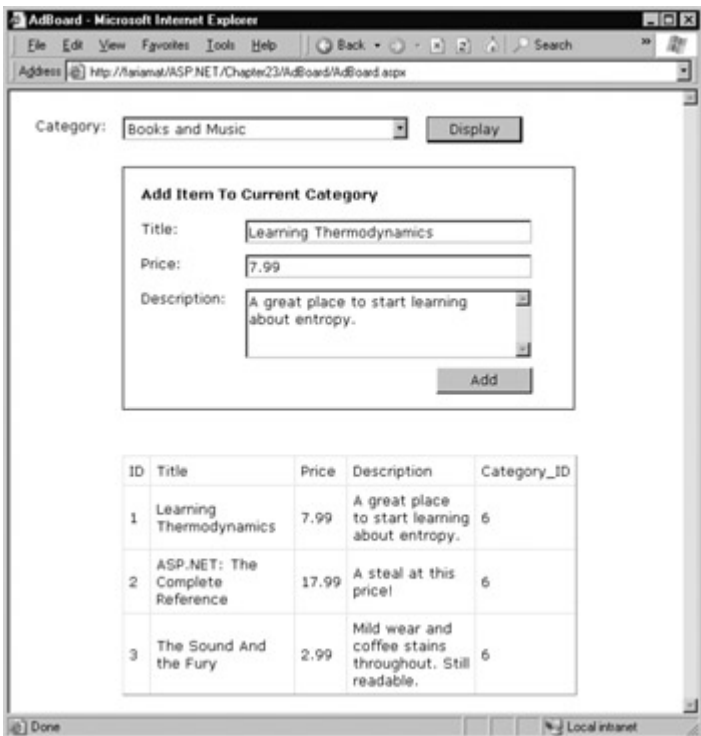 AdBoard - Microsoft Internet Explorer
File Edit View Favorites Tools Help Back Search
Address http://fariamat/ASP.NET/Chapter23/AdBoard/AdBoard.aspx
Category: Books and Music Display
Add Item To Current Category
Title: Learning Thermodynamics
Price: 7.99
Description: A great place to start learning
about entropy.
Add
ID Title Price Description Category_ID
1 Learning Thermodynamics 7.99 A great place to start learning about entropy. 6
2 ASP.NET: The Complete Reference 17.99 A steal at this price! 6
3 The Sound And the Fury 2.99 Mild wear and coffee stains throughout. Still readable. 6
Done Local intranet